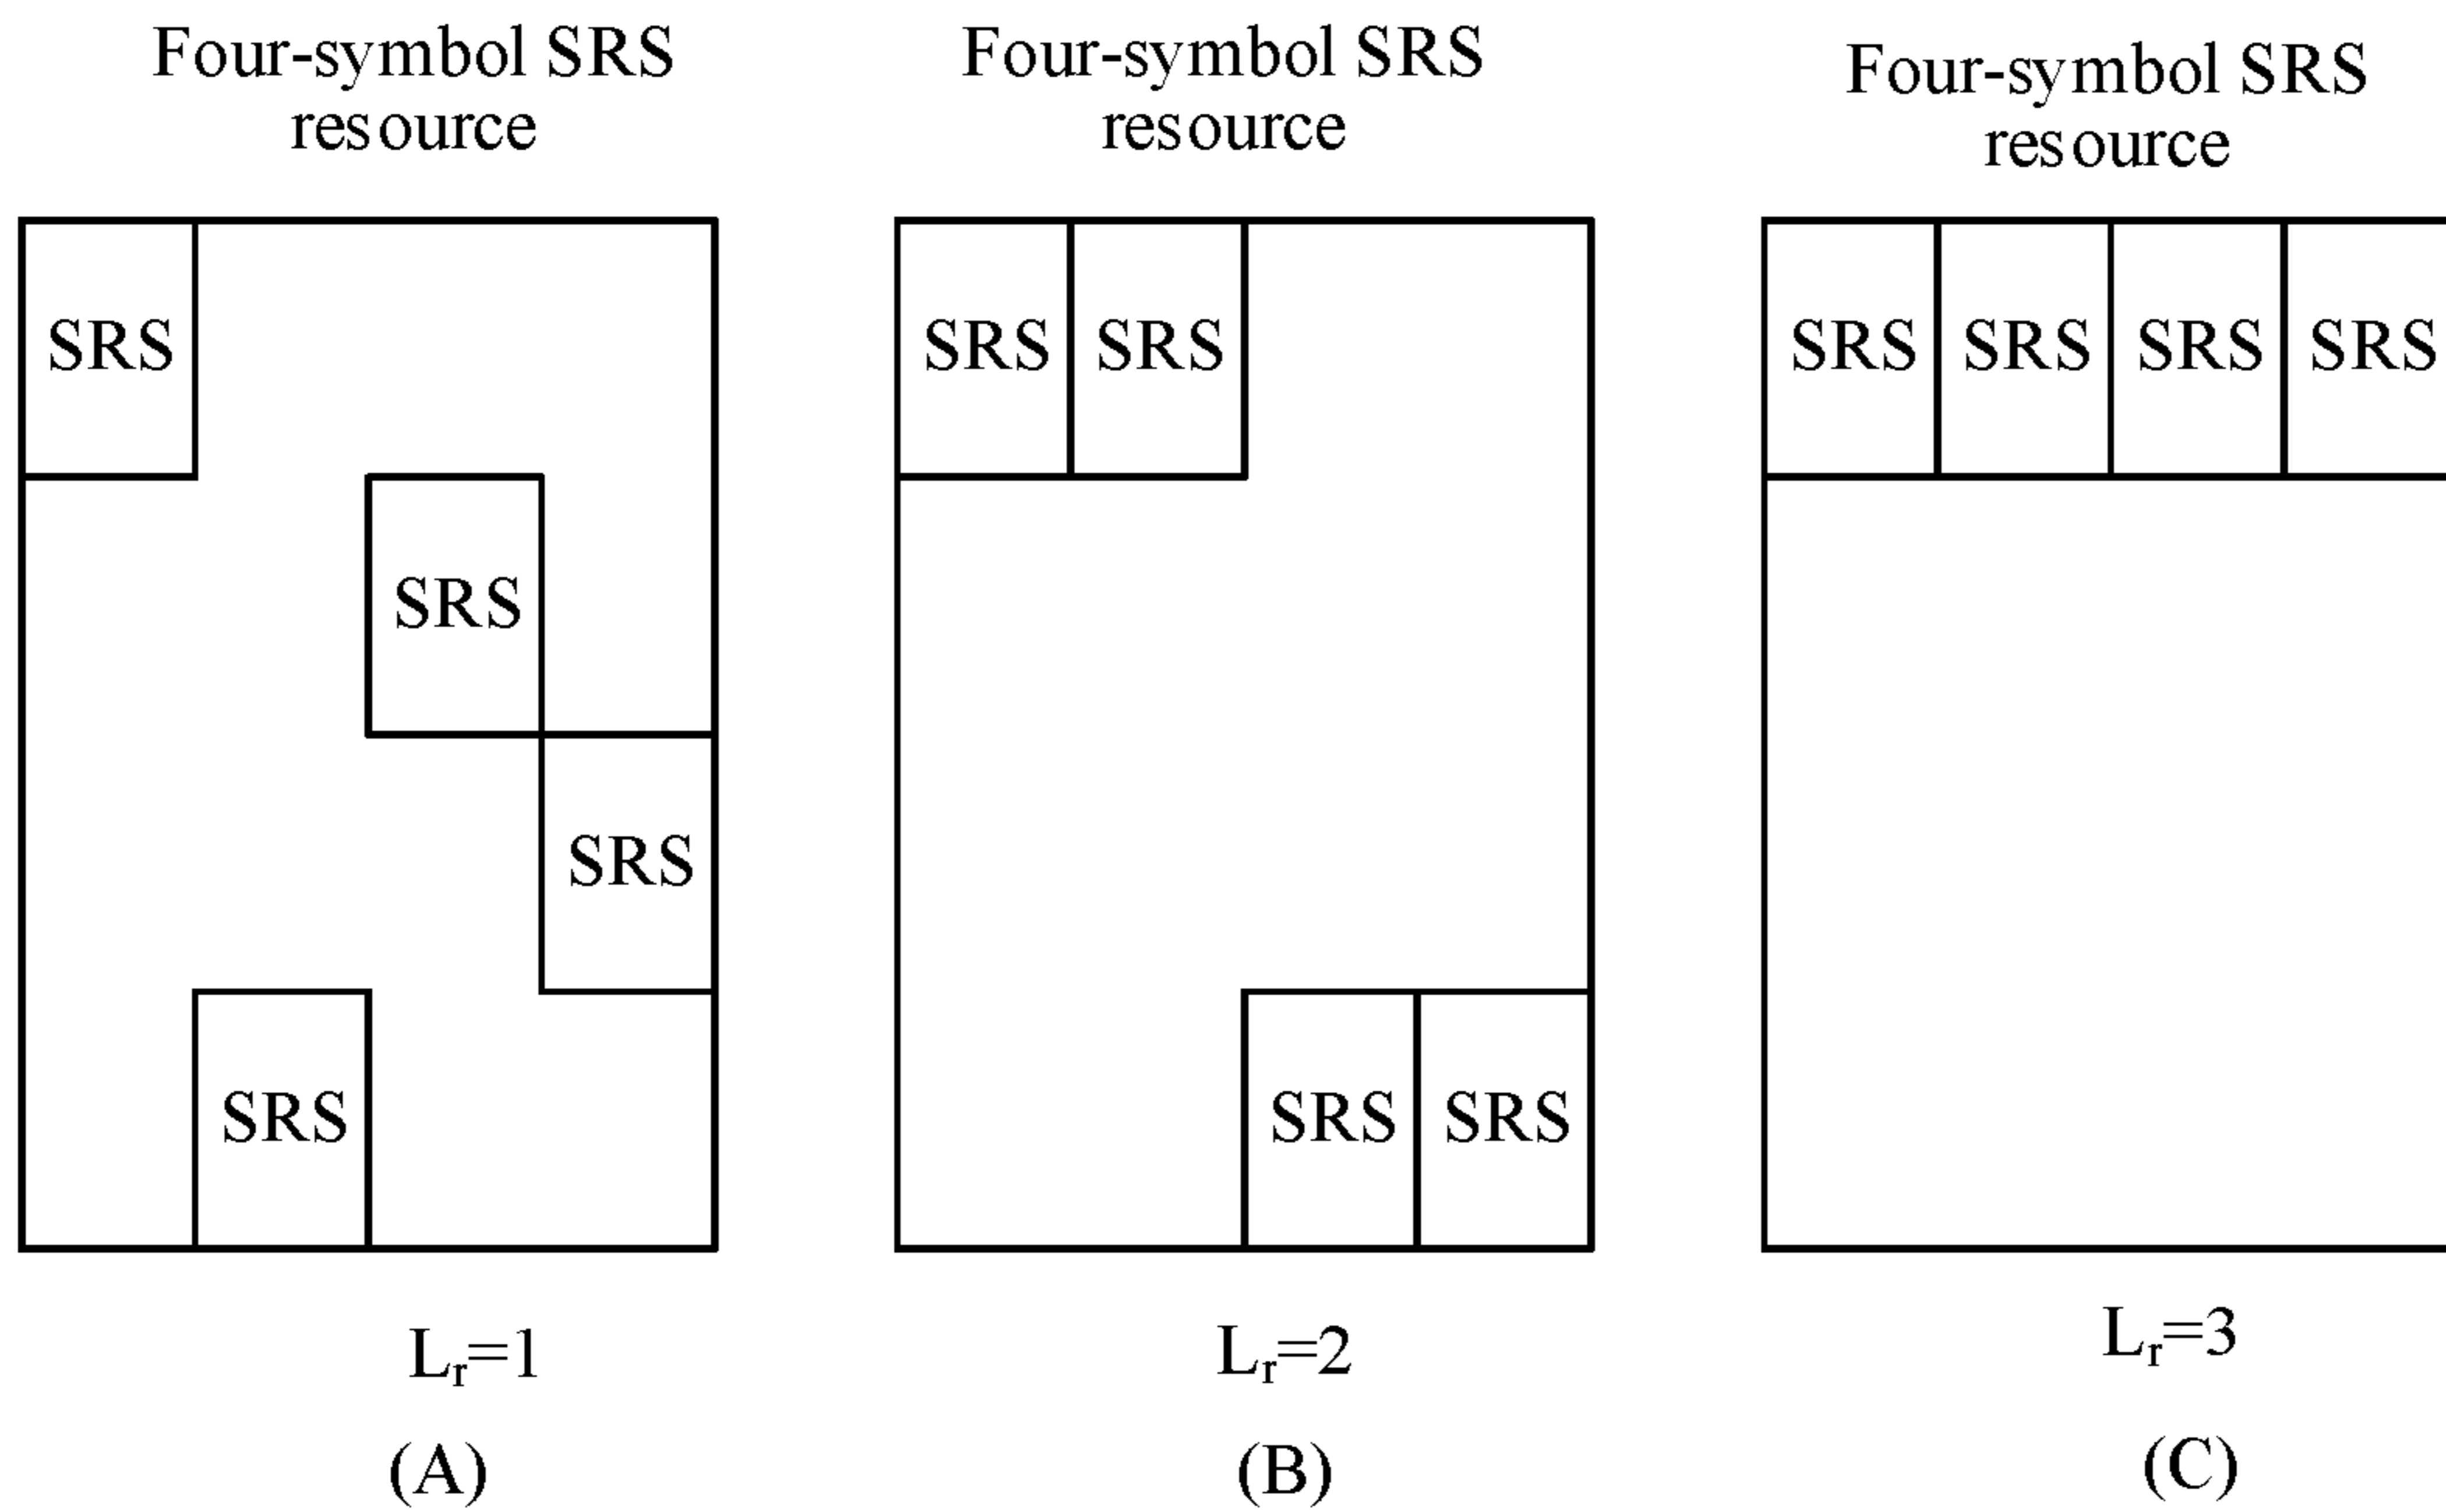 Four-symbol SRS
resource
SRS
SRS
SRS
SRS
Lr=1
(A)
Four-symbol SRS
resource
SRS SRS
SRS SRS
Lr=2
(B)
Four-symbol SRS
resource
SRS SRS SRS SRS
Lr=3
(C)